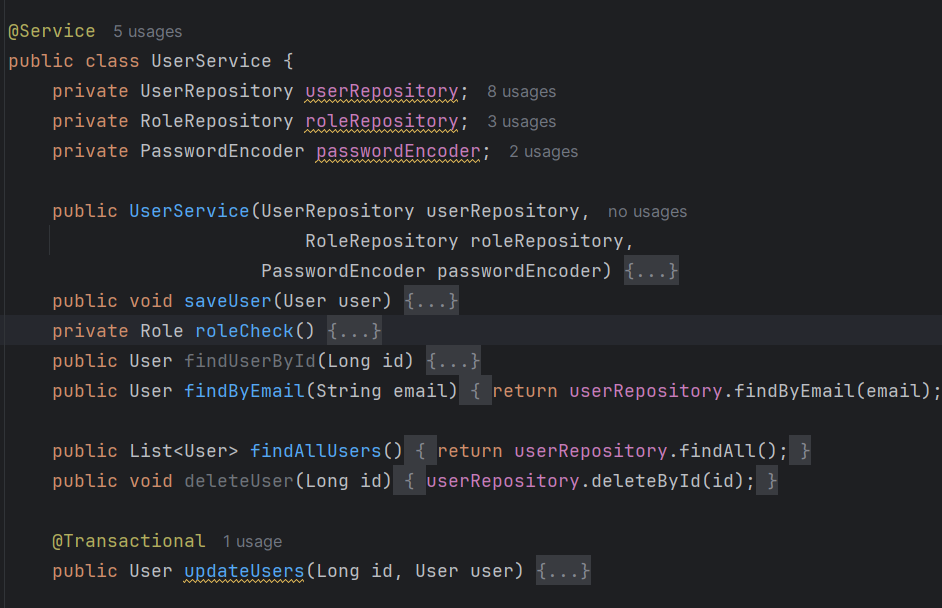 @Service 5 usages
public class UserService {
private UserRepository userRepository; 8 usages
private RoleRepository roleRepository; 3 usages
private PasswordEncoder passwordEncoder; 2 usages
public UserService(UserRepository userRepository, no usages
RoleRepository roleRepository,
PasswordEncoder passwordEncoder) {...}
public void saveUser(User user) {...}
private Role roleCheck() {...}
public User findUserById(Long id) {...}
public User findByEmail(String email) { return userRepository.findByEmail(email);
public List<User> findAllUsers() { return userRepository.findAll(); }
public void deleteUser(Long id) { userRepository.deleteById(id); }
@Transactional 1 usage
public User updateUsers(Long id, User user) {...}